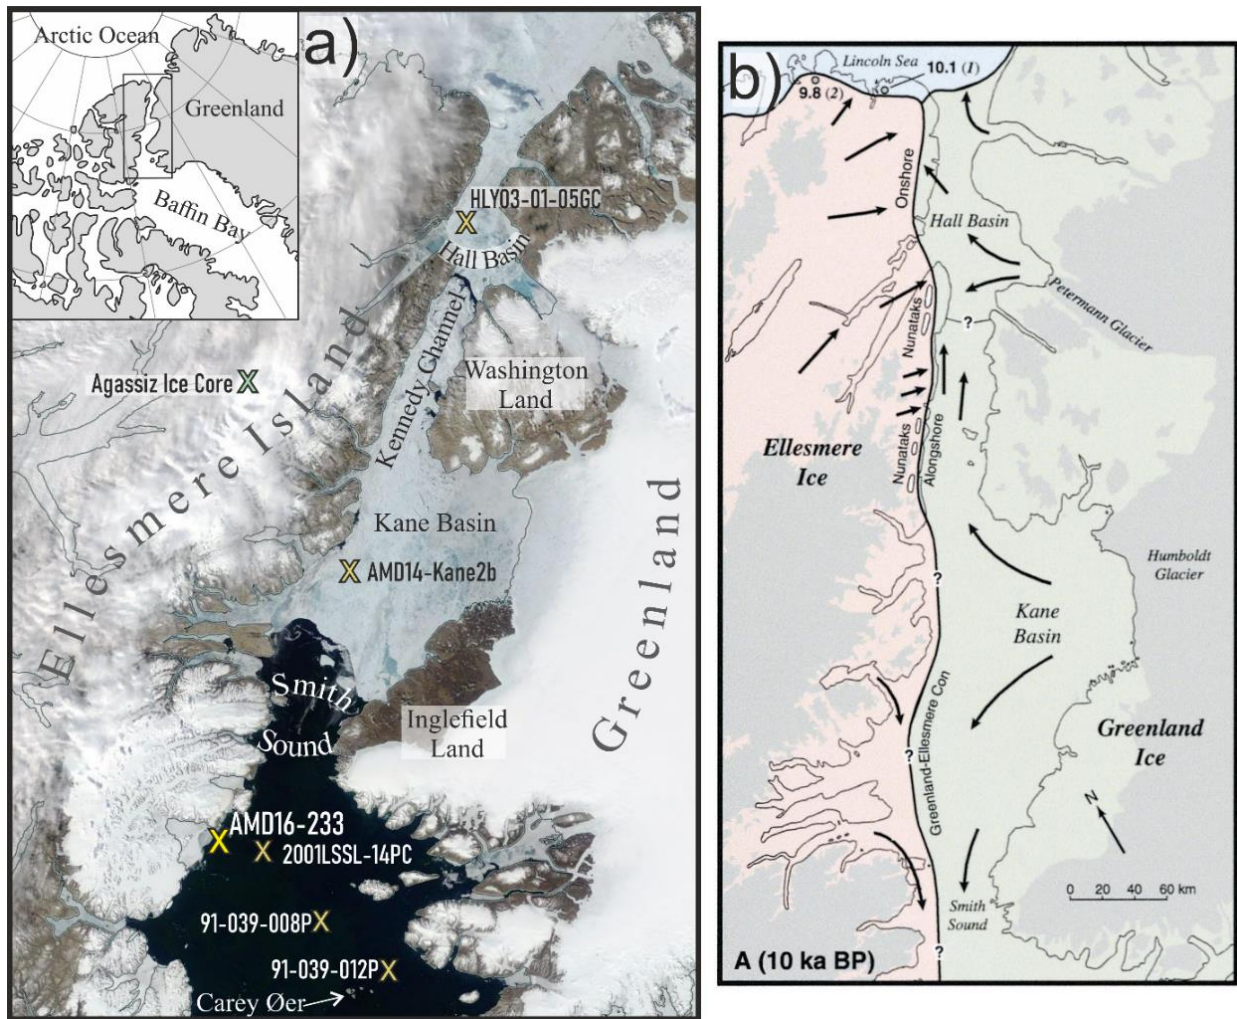 Arctic Ocean
Greenland
Baffin Bay
a)
HLY03-01-05GC
Hall Basin
Agassiz Ice Core
Kennedy Channel
Washington
Land
Ellesmere Island
Kane Basin
AMD14-Kane2b
Greenland
Smith
Sound
Inglefield
Land
AMD16-233
2001LSSL-14PC
91-039-008P
91-039-012P
Carey Øer
b)
Lincoln Sea
10.1 (1)
9.8 (2)
Onshore
Hall Basin
Petermann Glacier
?
Nunataks
Nunataks
Alongshore
Ellesmere
Ice
Humboldt
Glacier
?
Kane
Basin
Greenland-Ellesmere Con
?
Greenland
Ice
N
0 20 40 60 km
Smith
Sound
?
A (10 ka BP)